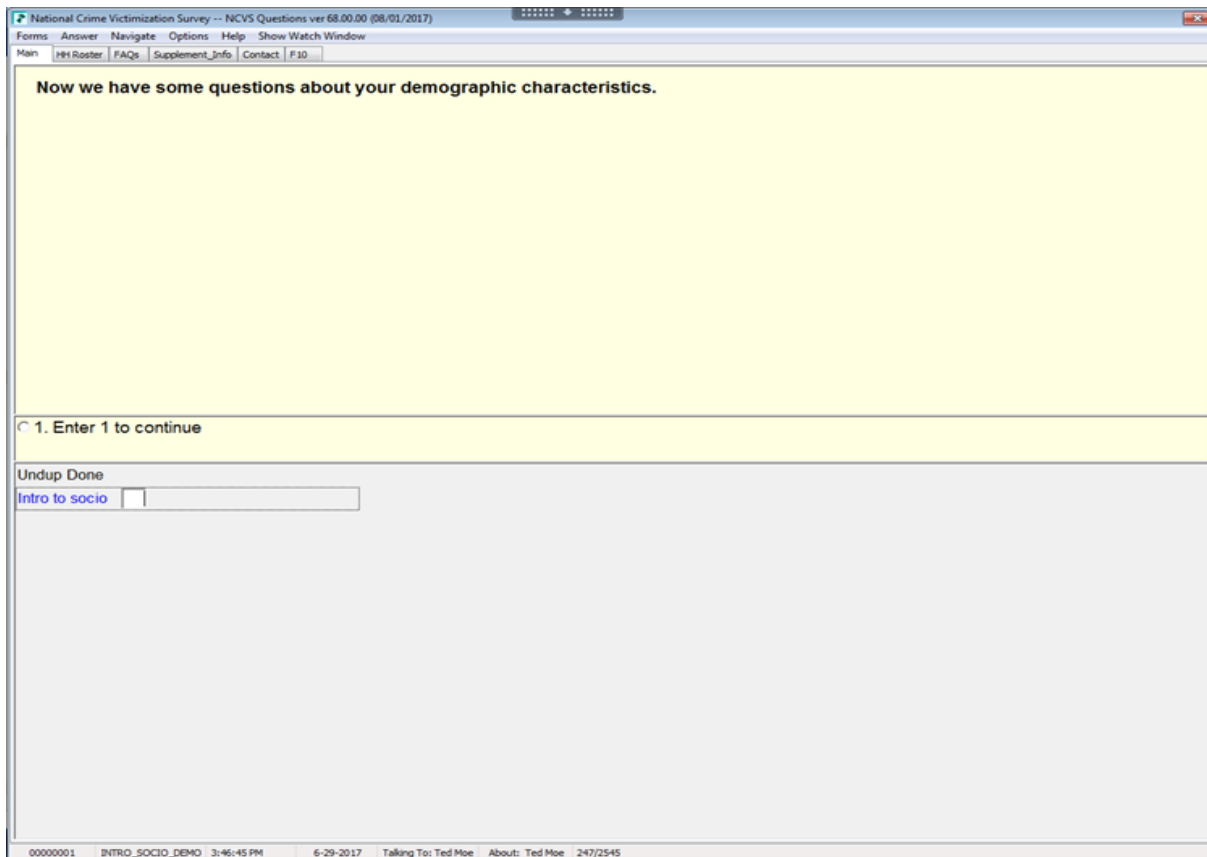 National Crime Victimization Survey -- NCVS Questions ver 68.00.00 (08/01/2017)
Forms Answer Navigate Options Help Show Watch Window
Main HH Roster FAQs Supplement_Info Contact F10
Now we have some questions about your demographic characteristics.
1. Enter 1 to continue
Undup Done
Intro to socio
00000001 INTRO_SOCIO_DEMO 3:46:45 PM 6-29-2017 Talking To: Ted Moe About: Ted Moe 247/2545